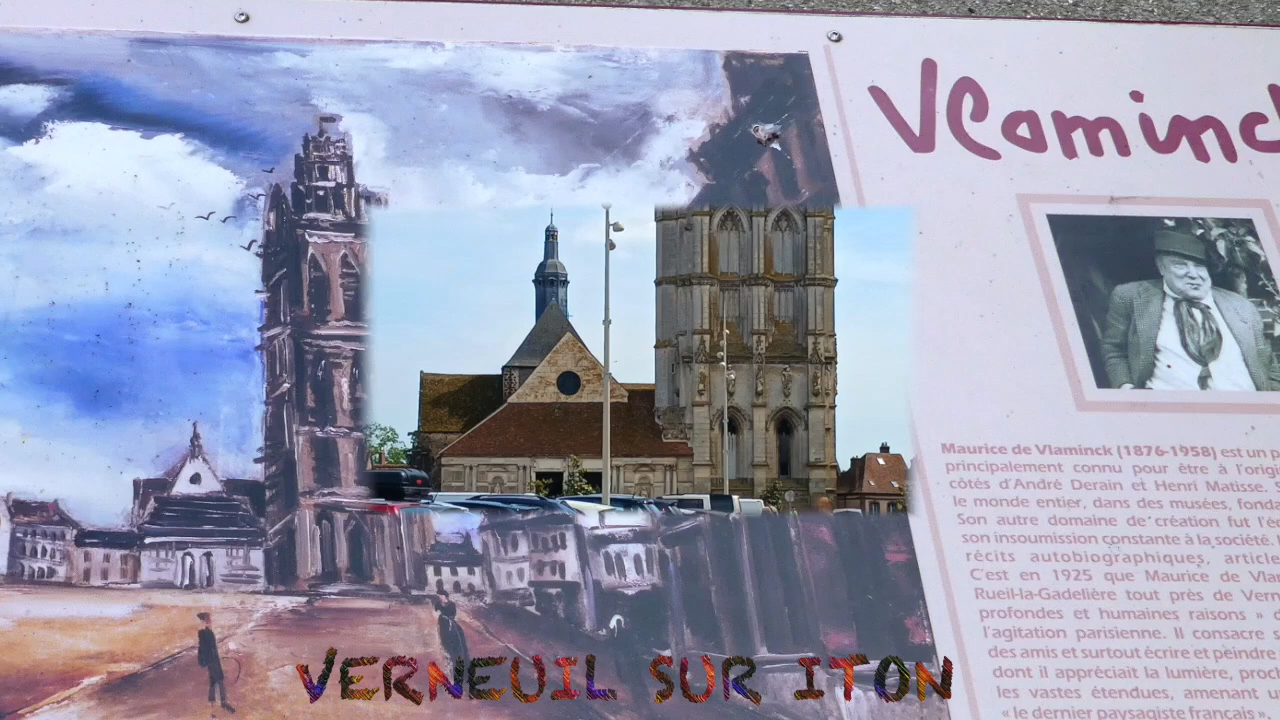 Vlaminck
Maurice de Vlaminck (1876-1958) est un
principalement connu pour être à l'orig
côtés d'André Derain et Henri Matisse.
le monde entier, dans des musées, fonda
Son autre domaine de création fut l'é
son insoumission constante à la société.
récits autobiographiques, article
C'est en 1925 que Maurice de Vla
Rueil-la-Gadelière tout près de Vern
profondes et humaines raisons »
l'agitation parisienne. Il consacre
des amis et surtout écrire et peindre
dont il appréciait la lumière, proc
les vastes étendues, amenant
« le dernier paysagiste français ».
VERNEUIL SUR ITON